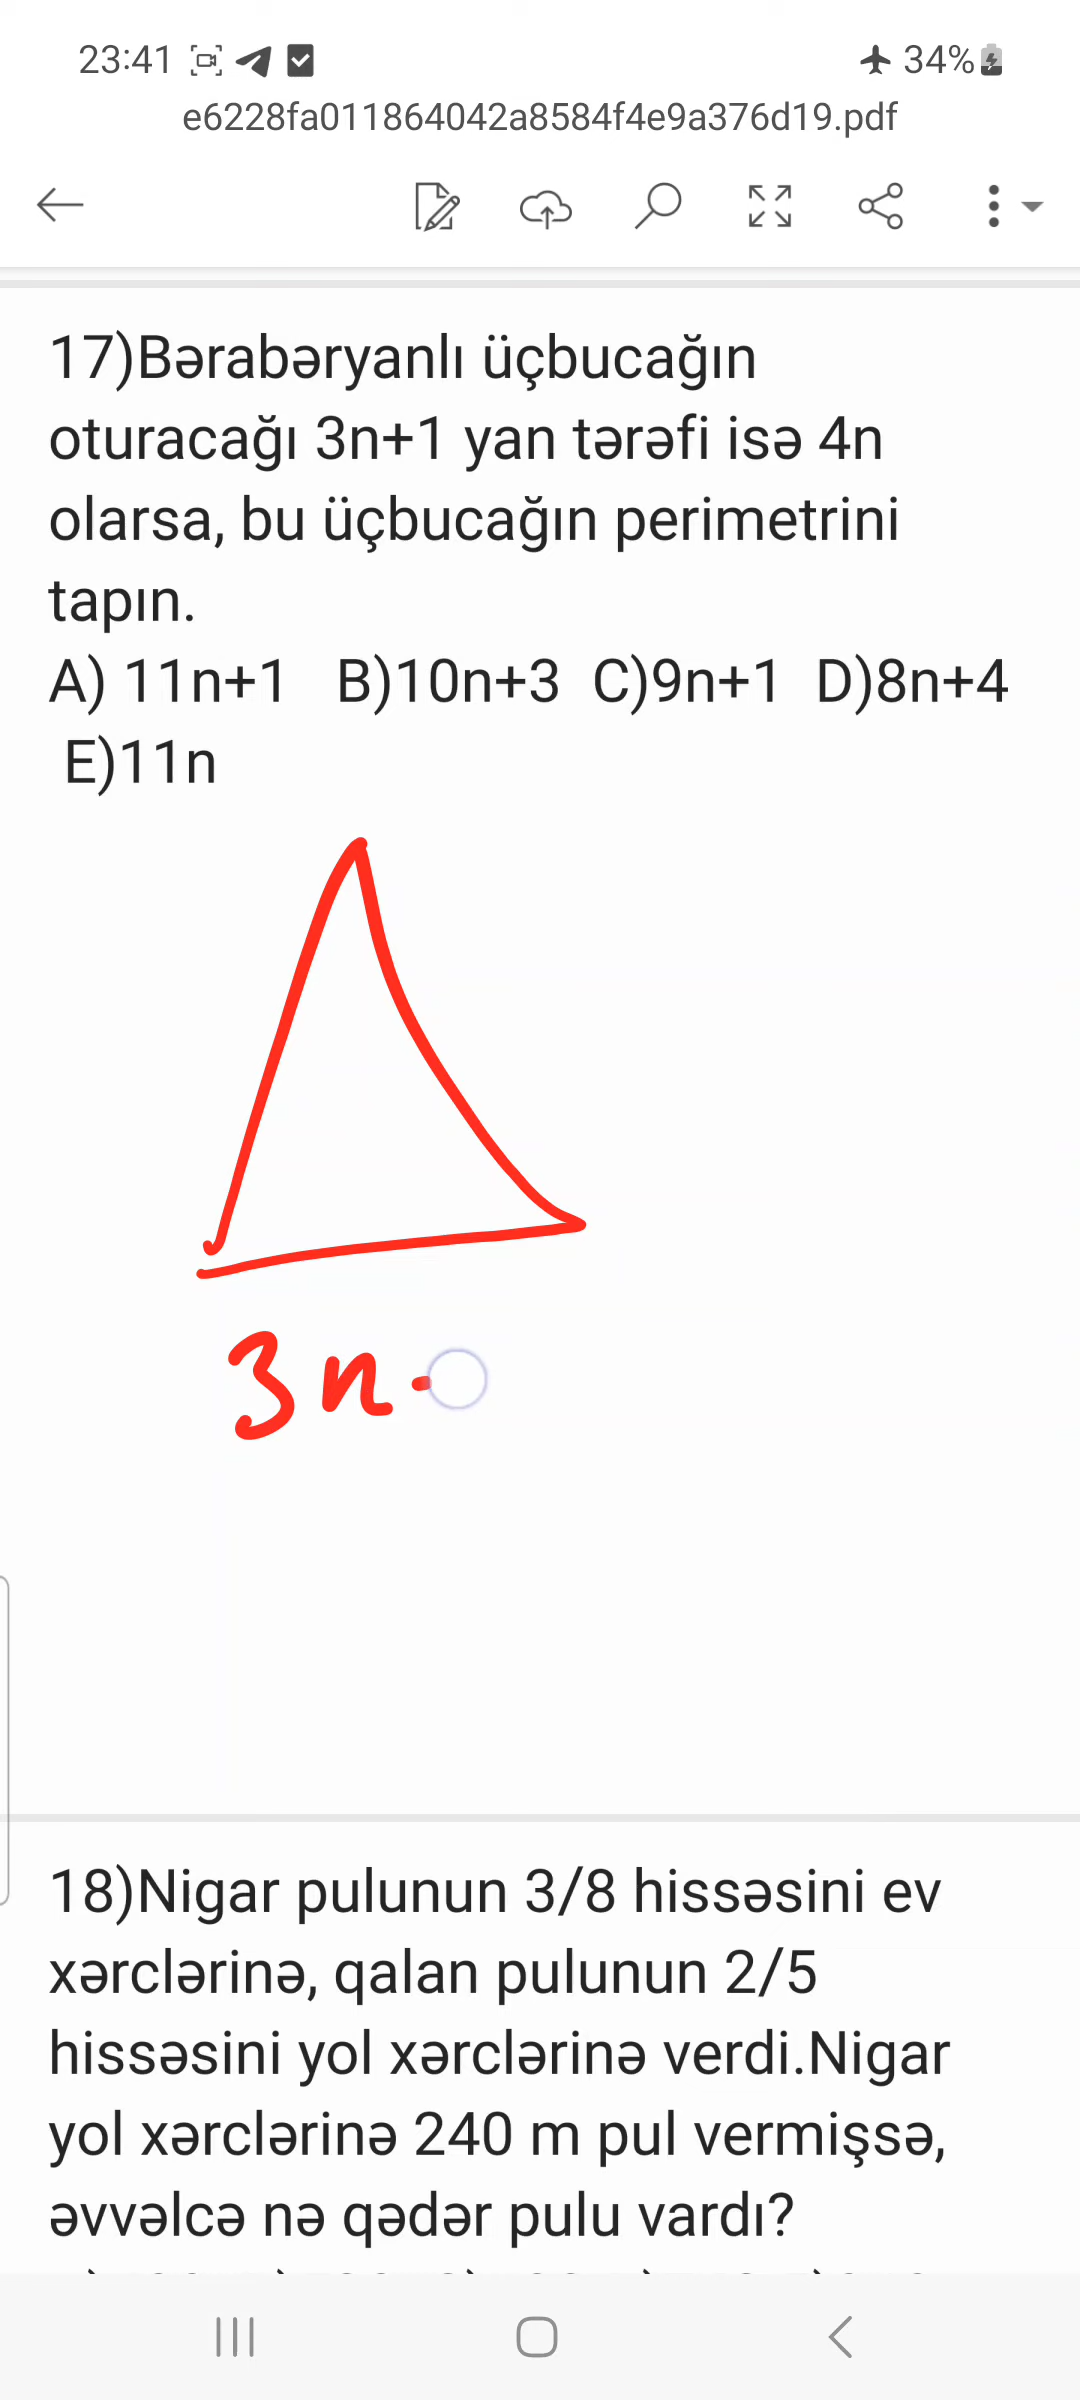 23:41
34%
e6228fa011864042a8584f4e9a376d19.pdf
17)Bərabəryanlı üçbucağın
oturacağı 3n+1 yan tərəfi isə 4n
olarsa, bu üçbucağın perimetrini
tapın.
A) 11n+1 B)10n+3 C)9n+1 D)8n+4
E)11n
3n-
18)Nigar pulunun 3/8 hissəsini ev
xərclərinə, qalan pulunun 2/5
hissəsini yol xərclərinə verdi.Nigar
yol xərclərinə 240 m pul vermişsə,
əvvəlcə nə qədər pulu vardı?